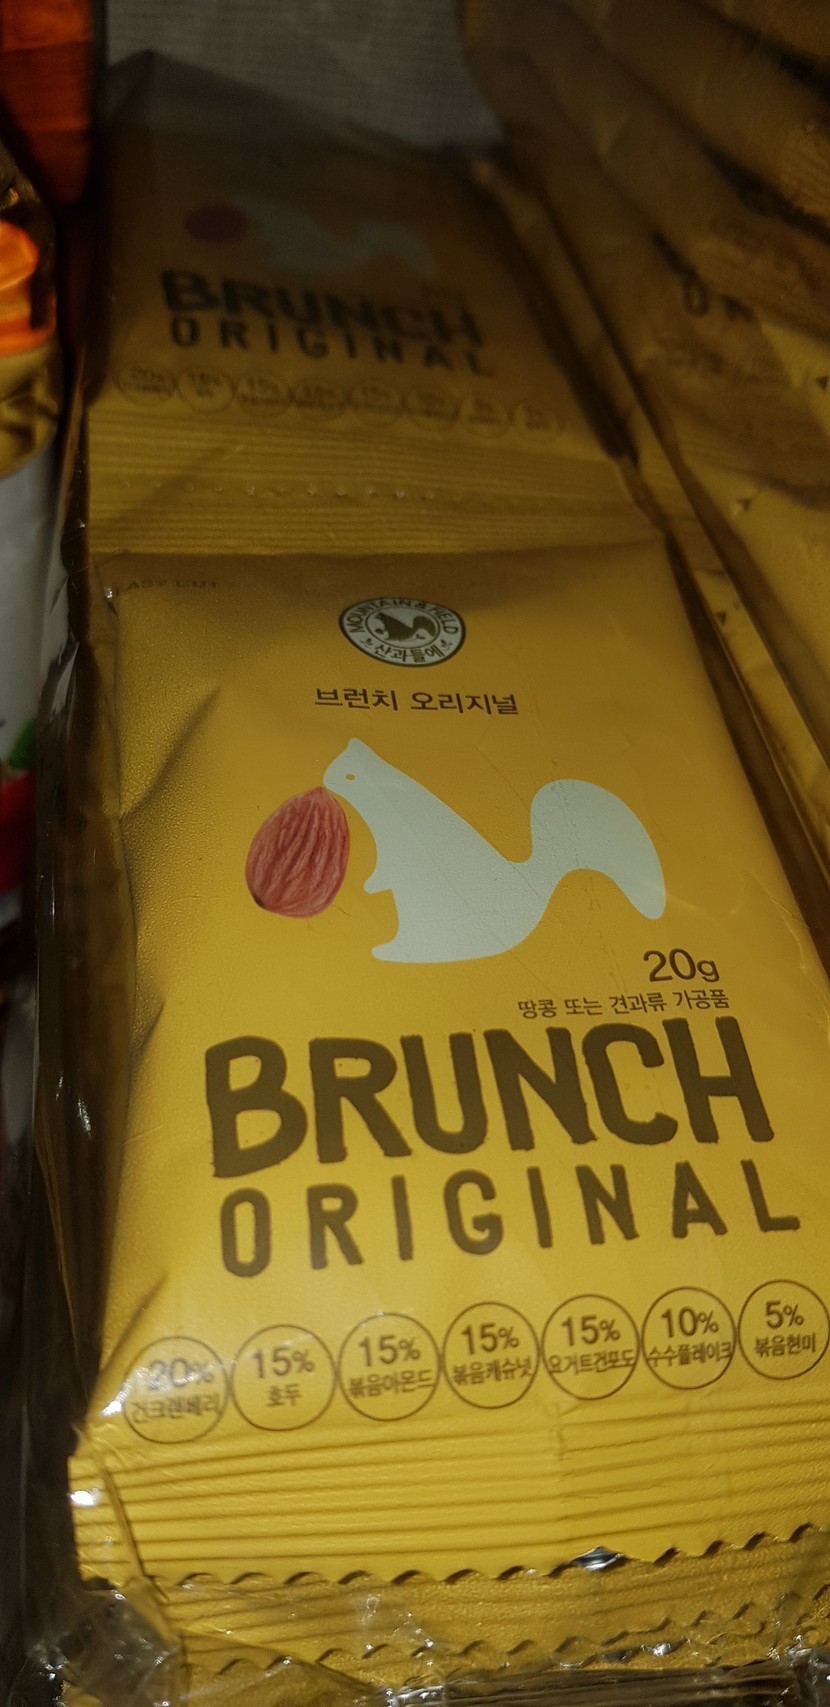 BRUNCH
ORIGINAL
MOUNTAIN & FIELD
산과들에
브런치 오리지널
20g
땅콩 또는 견과류 가공품
BRUNCH
ORIGINAL
20% 15% 15% 15% 15% 10% 5%
건크랜베리 호두 볶음아몬드 볶음캐슈넛 요거트건포도 수수플레이크 볶음현미